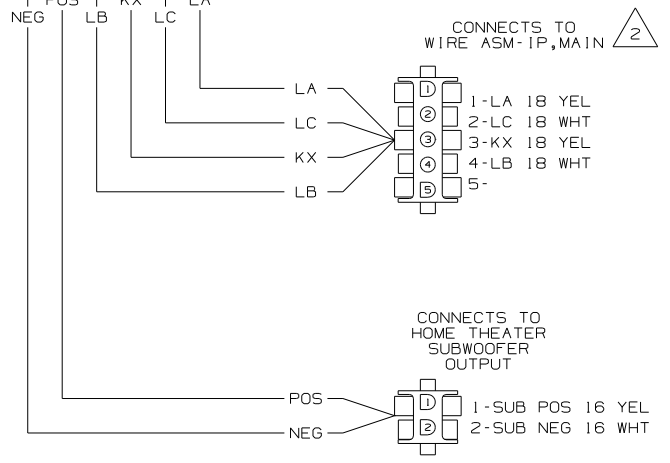 POS KX LA
NEG LB LC
CONNECTS TO
WIRE ASM-IP,MAIN 2
LA
LC
KX
LB
1
2
3
4
5
1-LA 18 YEL
2-LC 18 WHT
3-KX 18 YEL
4-LB 18 WHT
5-
CONNECTS TO
HOME THEATER
SUBWOOFER
OUTPUT
POS
NEG
1
2
1-SUB POS 16 YEL
2-SUB NEG 16 WHT